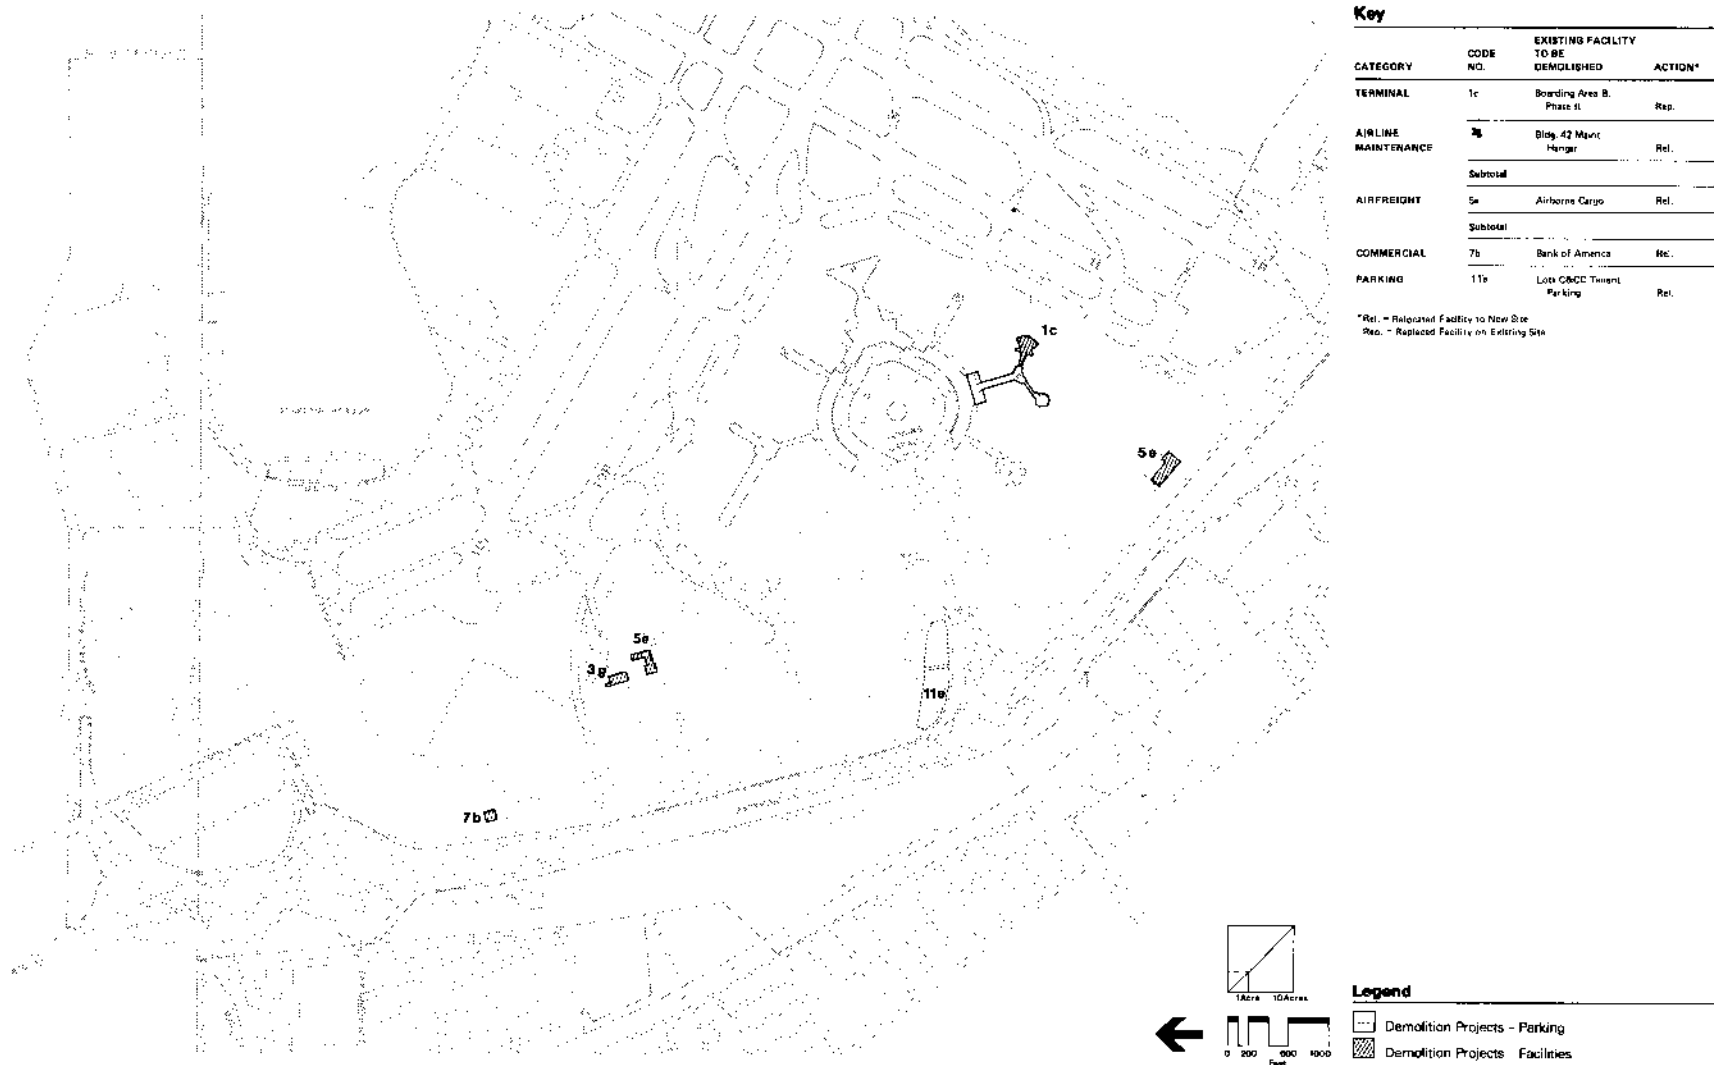 Key
EXISTING FACILITY
CODE TO BE
CATEGORY NO. DEMOLISHED ACTION*
TERMINAL 1c Boarding Area B.
Phase II Rep.
AIRLINE Bldg. 42 Maint
MAINTENANCE Hangar Rel.
Subtotal
AIRFREIGHT 5e Airborne Cargo Rel.
Subtotal
COMMERCIAL 7b Bank of America Rel.
PARKING 11a Tenant
Parking Rel.
*Rel. = Relocated Facility to New Site
Rep. = Replaced Facility on Existing Site
1c
5e
5e
3g
11e
7b
1Acre 10Acres
0 200 600 1000
Feet
Legend
Demolition Projects - Parking
Demolition Projects Facilities